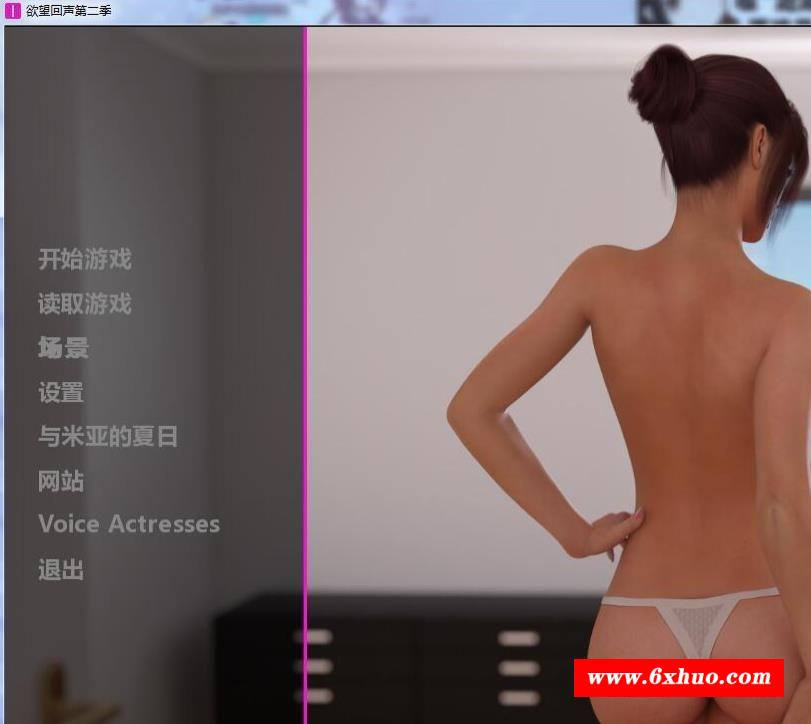 欲望回声第二季
开始游戏
读取游戏
场景
设置
与米亚的夏日
网站
Voice Actresses
退出
www.6xhuo.com